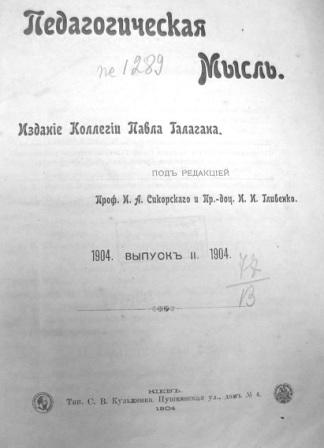 Педагогическая
№ 1289
Мысль.
Изданіе Коллегіи Павла Галагана.
ПОДЪ РЕДАКЦІЕЙ
Проф. И. А. Сикорскаго и Пр.-доц. И. И. Гливенко.
1904. ВЫПУСКЪ II. 1904.
КІЕВЪ.
Тип. С. В. Кульженко. Пушкинская ул., домъ № 4.
1904